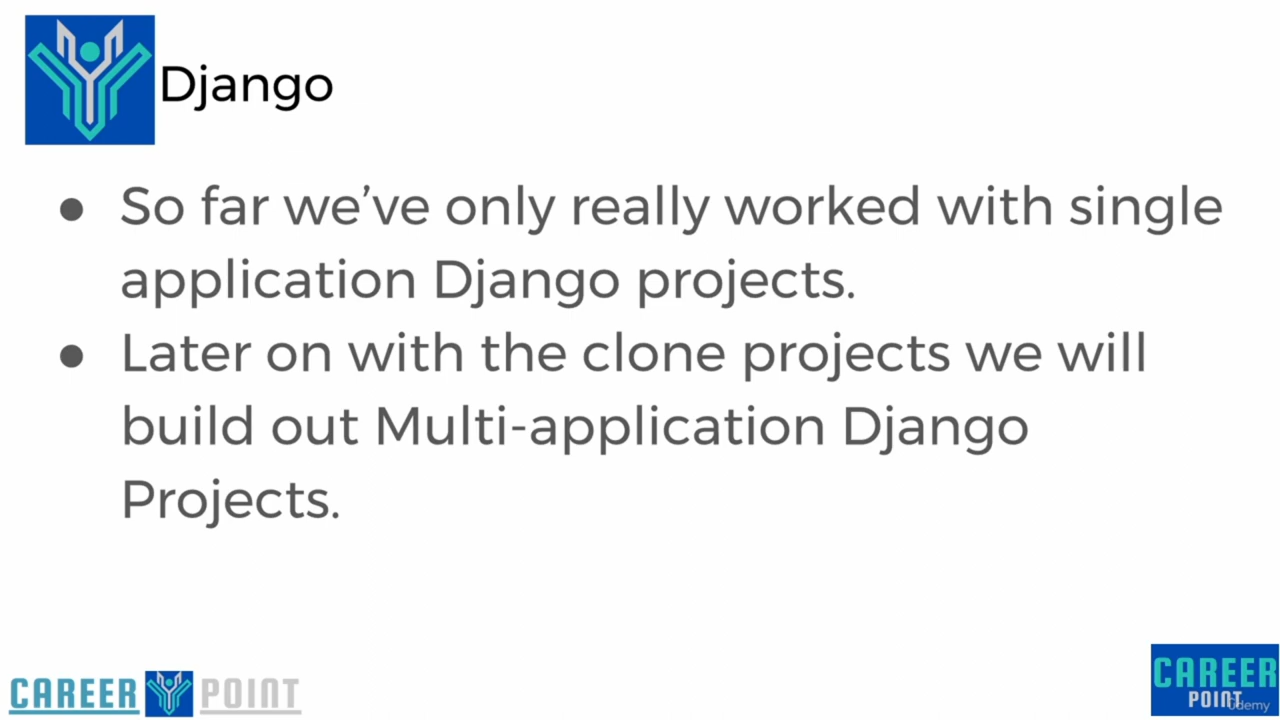 Django
● So far we’ve only really worked with single
application Django projects.
● Later on with the clone projects we will
build out Multi-application Django
Projects.
CAREER POINT
CAREER
POINT
udemy